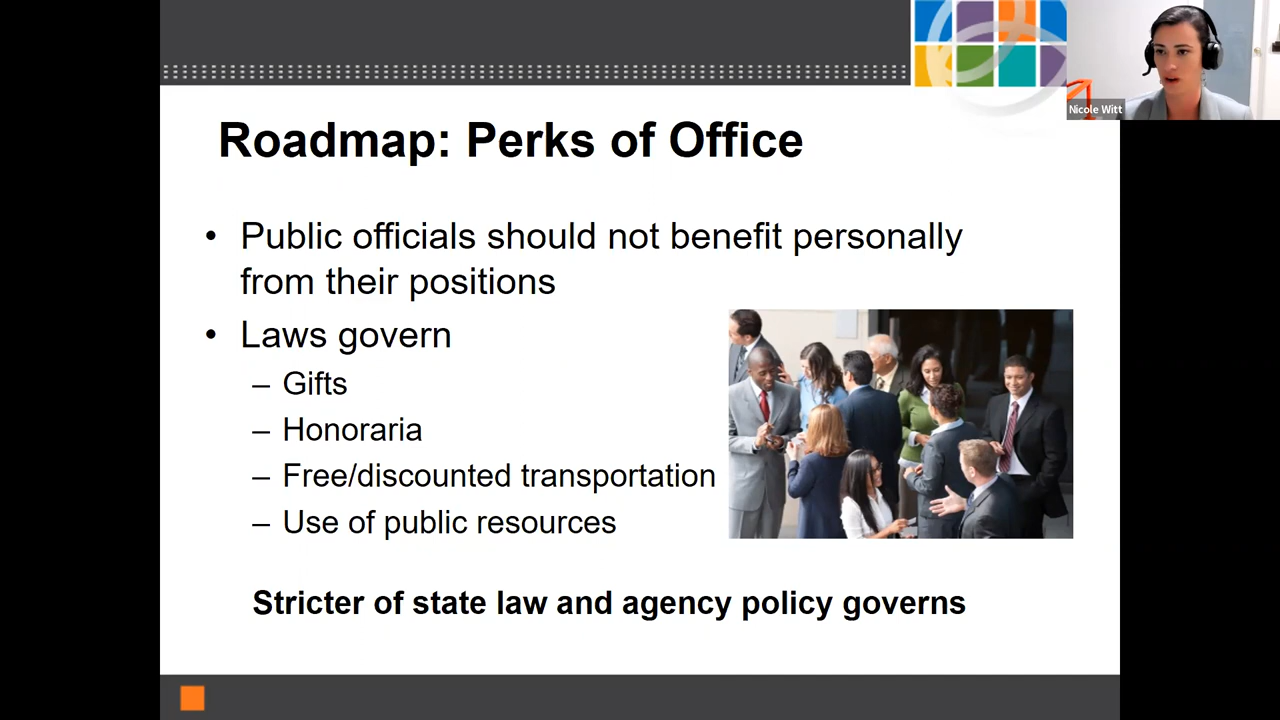 Nicole Witt
Roadmap: Perks of Office
• Public officials should not benefit personally
from their positions
• Laws govern
– Gifts
– Honoraria
– Free/discounted transportation
– Use of public resources
Stricter of state law and agency policy governs